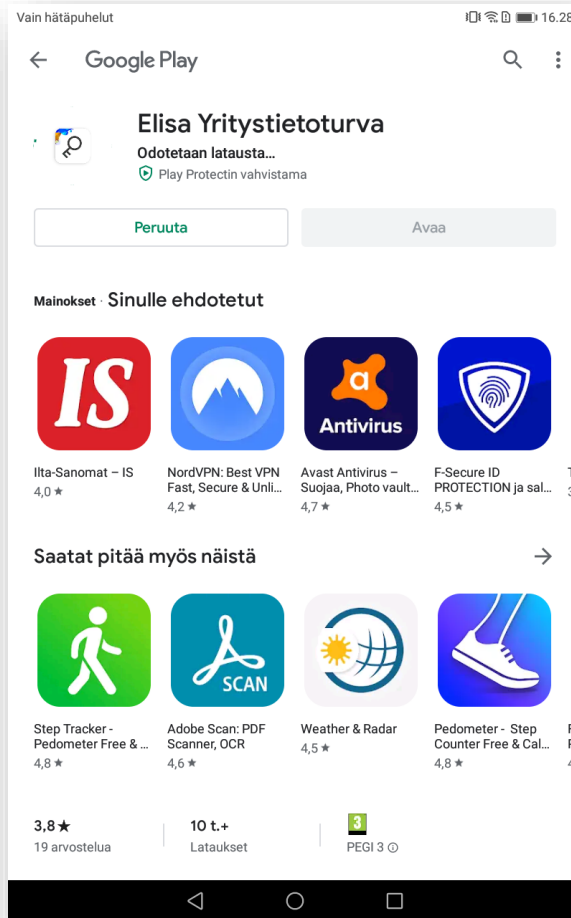 Vain hätäpuhelut
16.28
Google Play
Elisa Yritystietoturva
Odotetaan latausta...
Play Protectin vahvistama
Peruuta
Avaa
Mainokset · Sinulle ehdotetut
IS
a
Antivirus
Ilta-Sanomat – IS
4,0 ★
NordVPN: Best VPN
Fast, Secure & Unli...
4,2 ★
Avast Antivirus –
Suojaa, Photo vault...
4,7 ★
F-Secure ID
PROTECTION ja sal...
4,5 ★
Saatat pitää myös näistä
SCAN
Step Tracker -
Pedometer Free & ...
4,8 ★
Adobe Scan: PDF
Scanner, OCR
4,6 ★
Weather & Radar
4,5 ★
Pedometer - Step
Counter Free & Cal...
4,8 ★
3,8★
19 arvostelua
10 t.+
Lataukset
3
PEGI 3